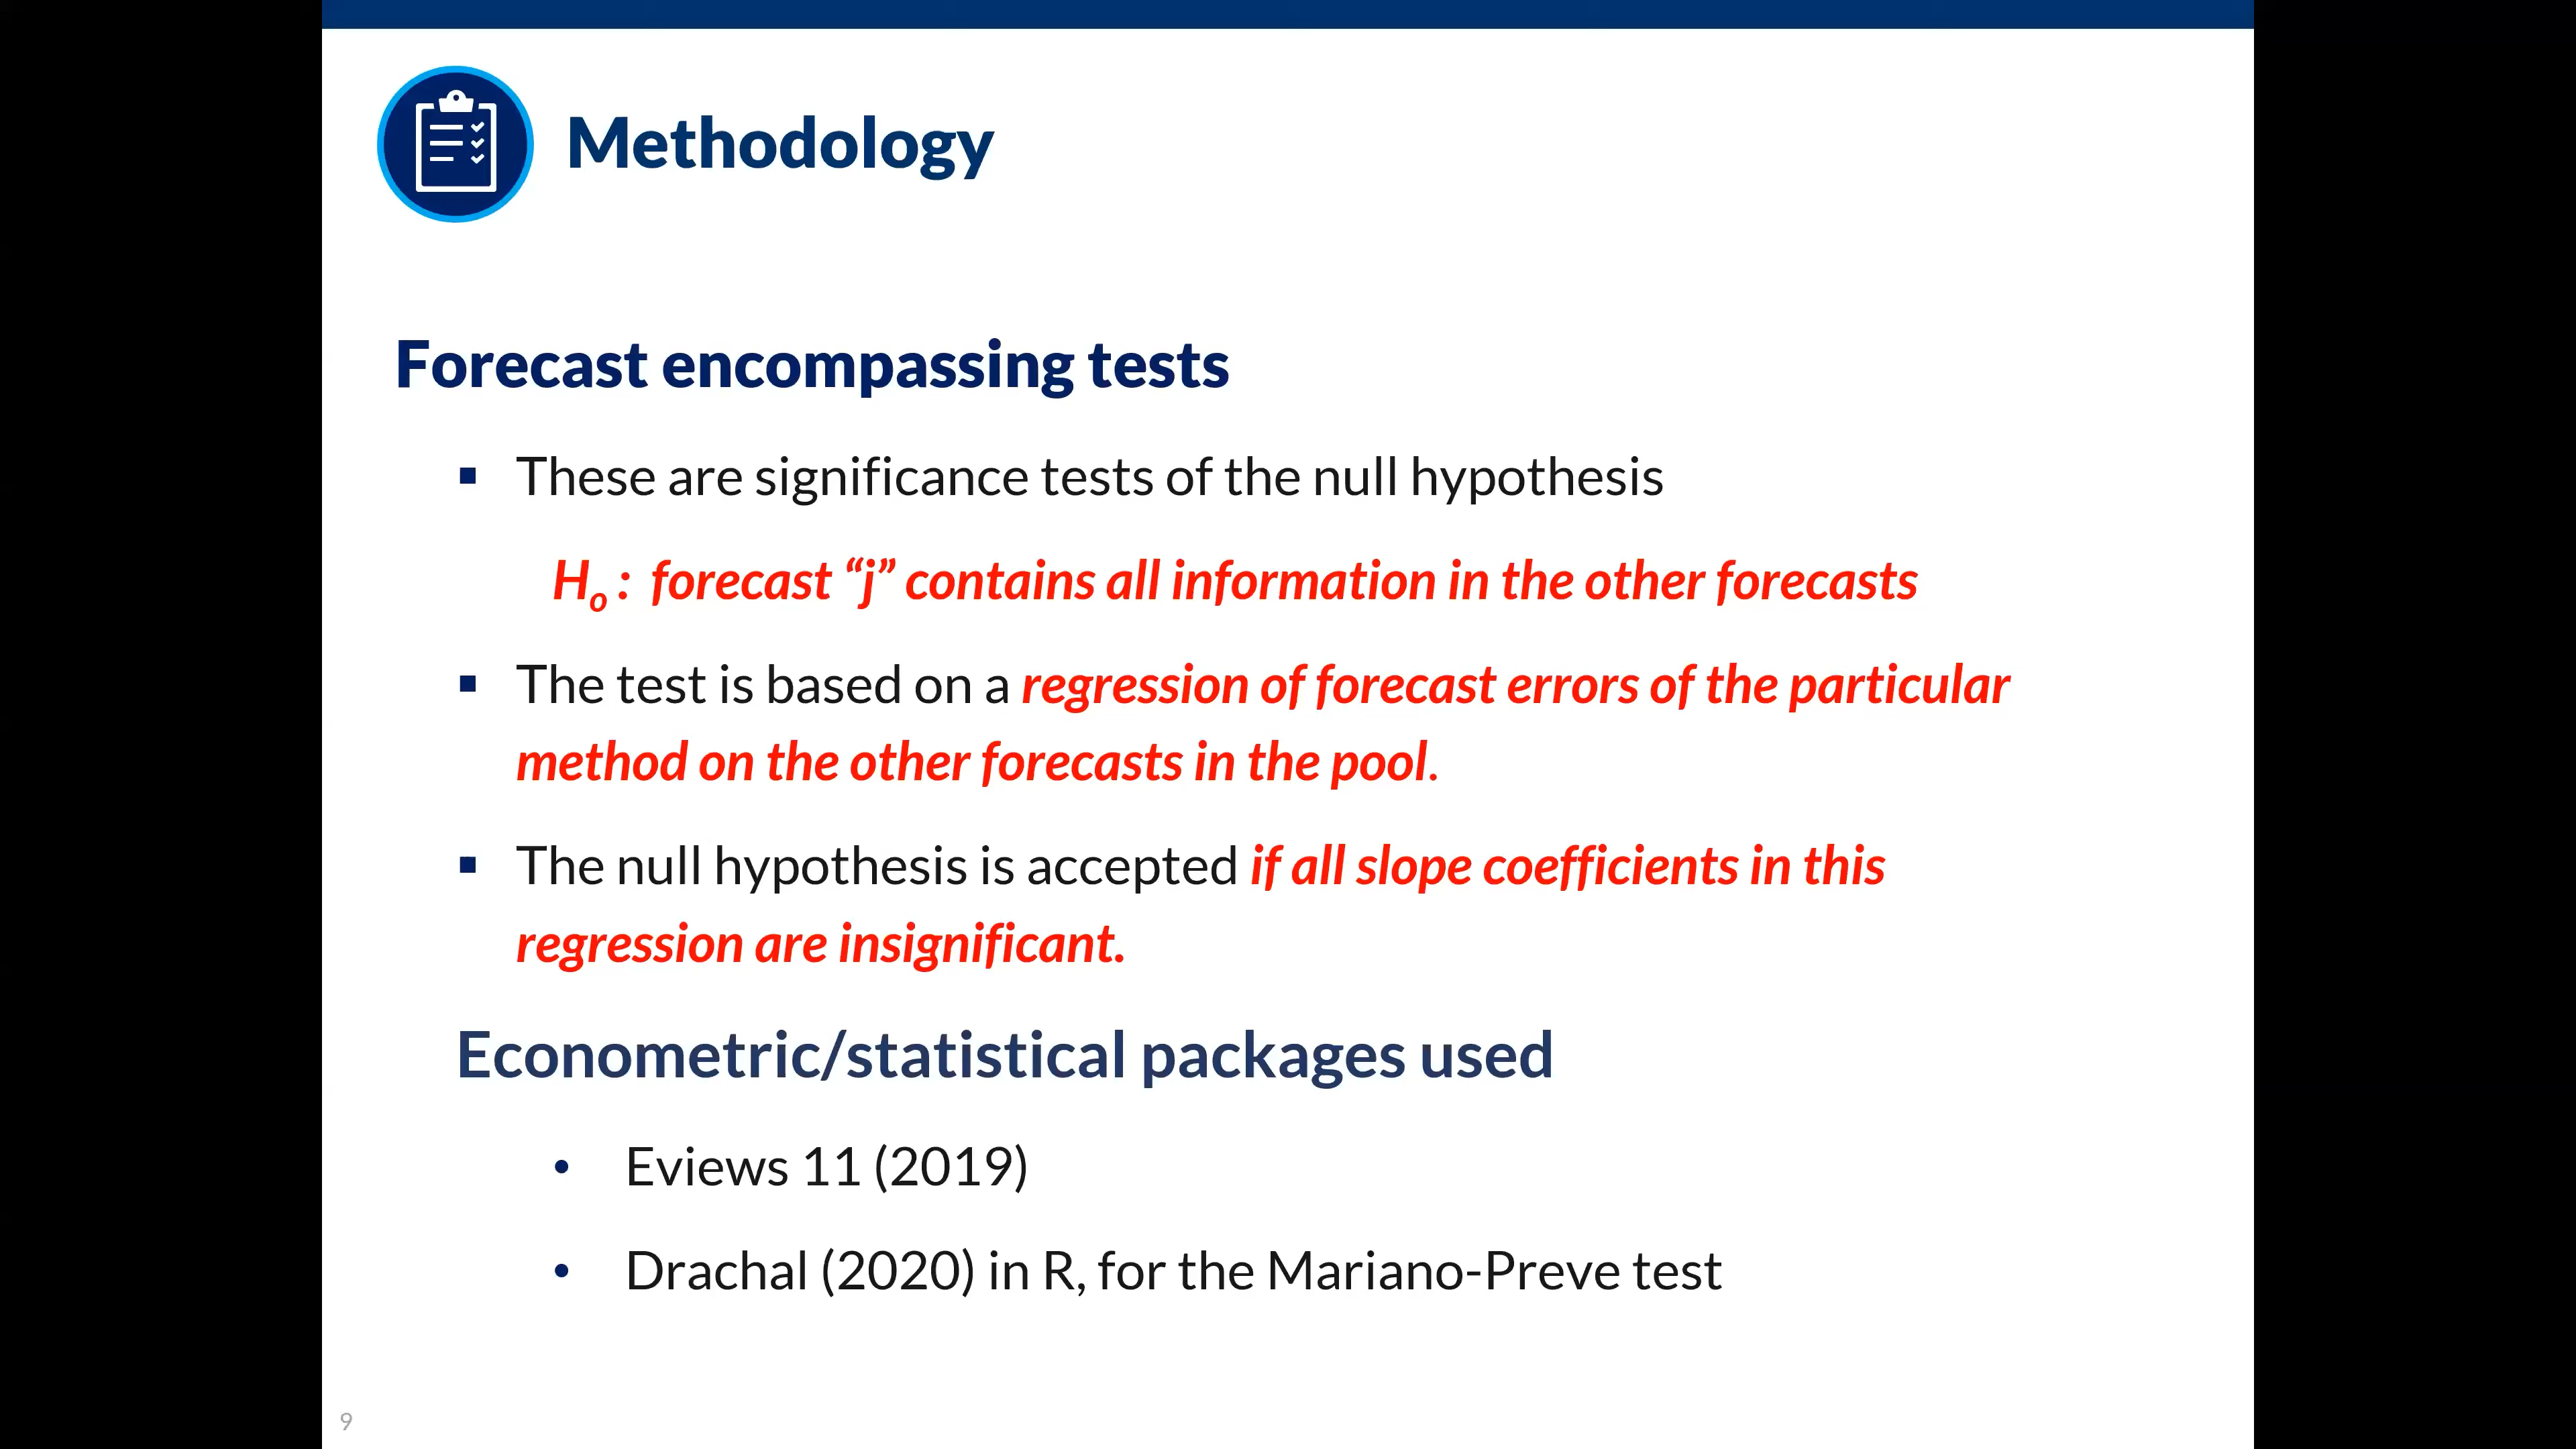 Methodology
Forecast encompassing tests
▪ These are significance tests of the null hypothesis
Ho : forecast “j” contains all information in the other forecasts
▪ The test is based on a regression of forecast errors of the particular
method on the other forecasts in the pool.
▪ The null hypothesis is accepted if all slope coefficients in this
regression are insignificant.
Econometric/statistical packages used
• Eviews 11 (2019)
• Drachal (2020) in R, for the Mariano-Preve test
9